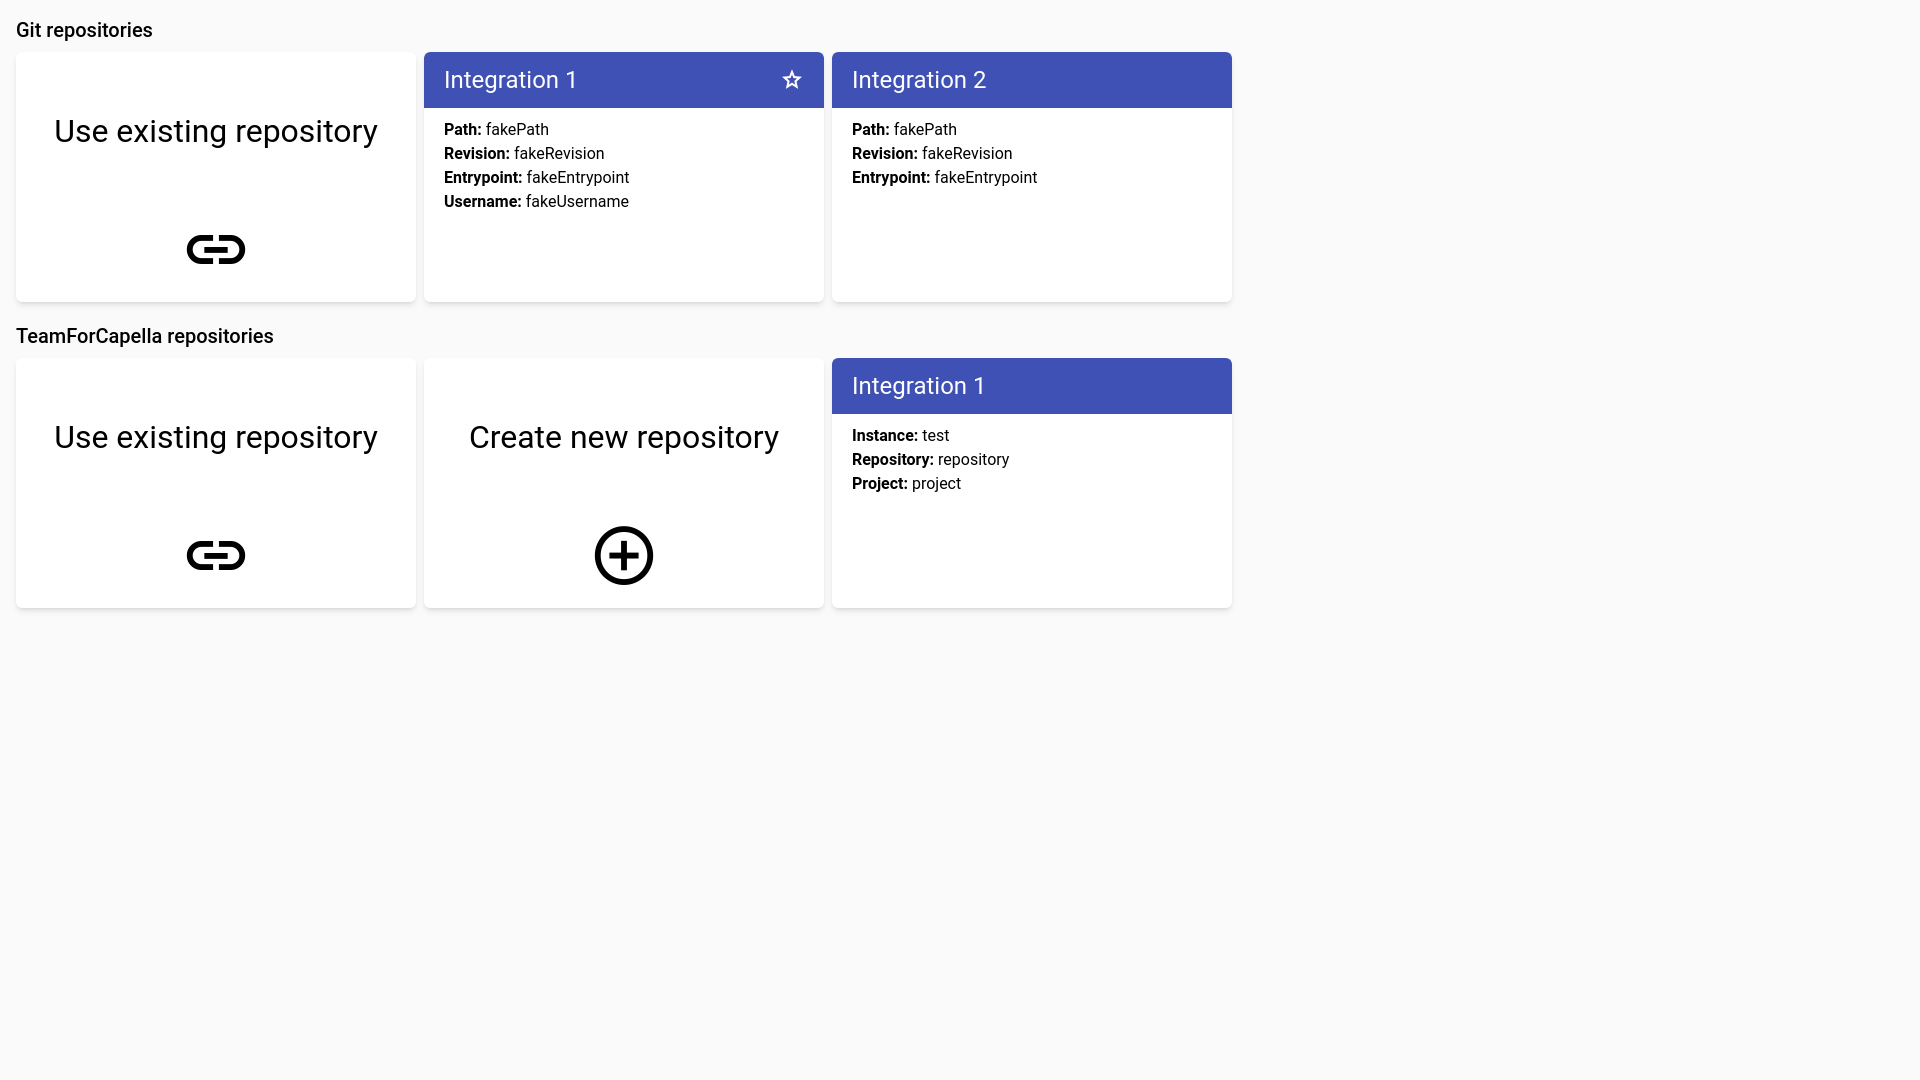 Git repositories
Use existing repository
Integration 1
Path: fakePath
Revision: fakeRevision
Entrypoint: fakeEntrypoint
Username: fakeUsername
Integration 2
Path: fakePath
Revision: fakeRevision
Entrypoint: fakeEntrypoint
TeamForCapella repositories
Use existing repository
Create new repository
Integration 1
Instance: test
Repository: repository
Project: project